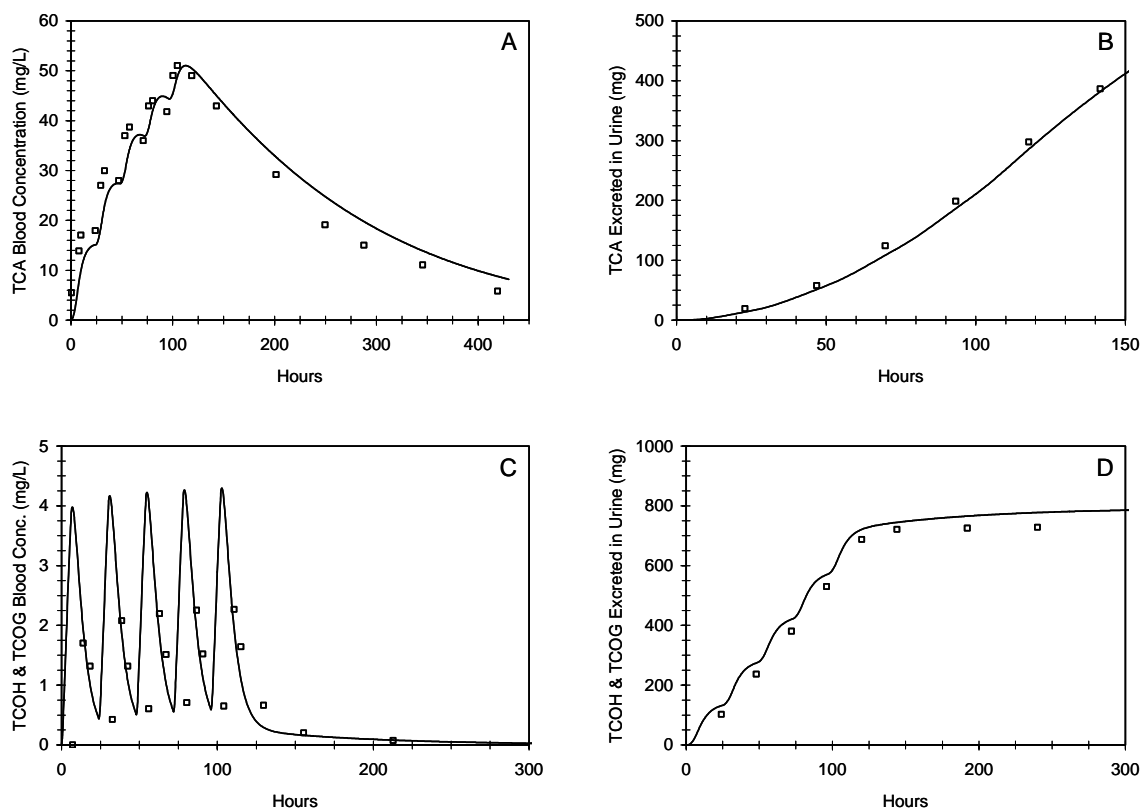 A
TCA Blood Concentration (mg/L)
60
50
40
30
20
10
0
0 100 200 300 400
Hours
B
TCA Excreted in Urine (mg)
500
400
300
200
100
0
0 50 100 150
Hours
C
TCOH & TCOG Blood Conc. (mg/L)
5
4
3
2
1
0
0 100 200 300
Hours
D
TCOH & TCOG Excreted in Urine (mg)
1000
800
600
400
200
0
0 100 200 300
Hours